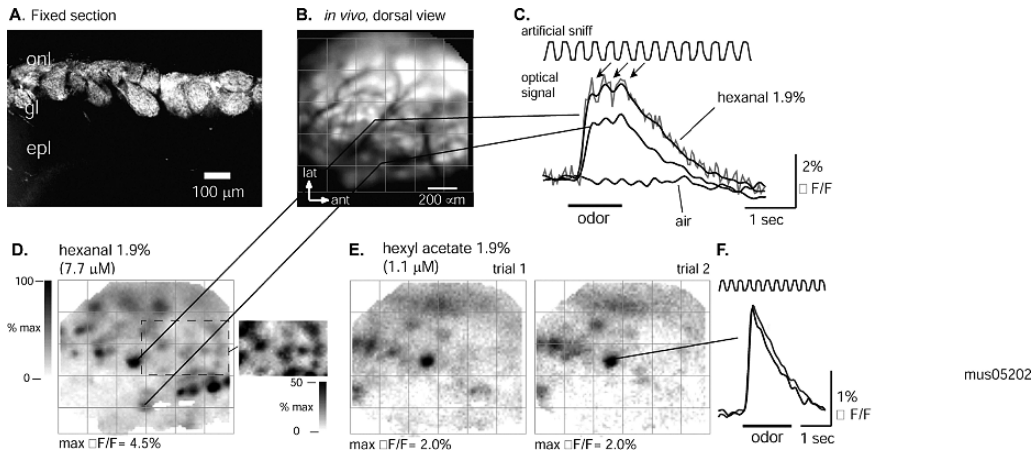 A. Fixed section
onl
gl
epl
100 µm
B. in vivo, dorsal view
lat
ant
200 αm
C.
artificial sniff
optical
signal
hexanal 1.9%
2%
□ F/F
odor
air
1 sec
D.
hexanal 1.9%
(7.7 µM)
100
% max
0
50
% max
0
max □F/F= 4.5%
E.
hexyl acetate 1.9%
(1.1 µM)
trial 1
trial 2
max □F/F= 2.0%
max □F/F= 2.0%
F.
1%
□ F/F
odor
1 sec
mus05202